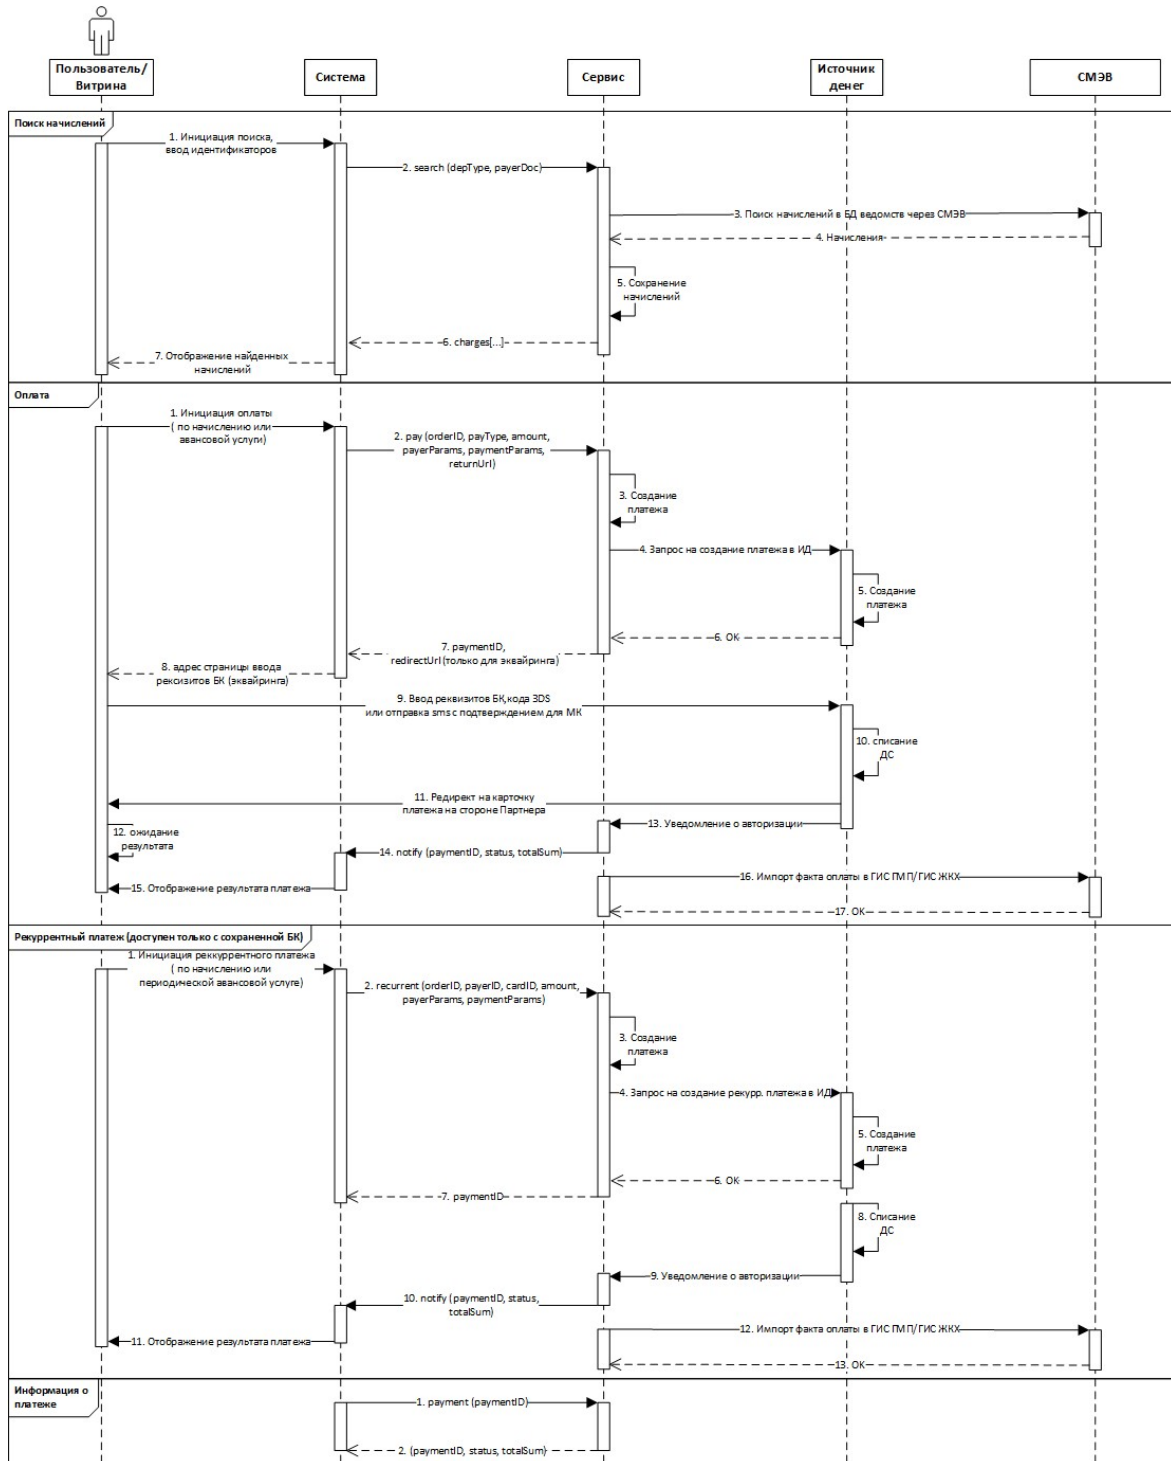 Пользователь/
Витрина
Система
Сервис
Источник
денег
СМЭВ
Поиск начислений
1. Инициация поиска,
ввод идентификаторов
2. search (depType, payerDoc)
3. Поиск начислений в БД ведомств через СМЭВ
4. Начисления
5. Сохранение
начислений
6. charges[...]
7. Отображение найденных
начислений
Оплата
1. Инициация оплаты
( по начислению или
авансовой услуги)
2. pay (orderID, payType, amount,
payerParams, paymentParams,
returnUrl)
3. Создание
платежа
4. Запрос на создание платежа в ИД
5. Создание
платежа
6. OK
7. paymentID,
redirectUrl (только для эквайринга)
8. адрес страницы ввода
рексизитов БК (эквайринга)
9. Ввод реквизитов БК,кода 3DS
или отправка sms с подтверждением для МК
10. списание
ДС
11. Редирект на карточку
платежа на стороне Партнера
12. ожидание
результата
13. Уведомление о авторизации
14. notify (paymentID, status, totalSum)
15. Отображение результата платежа
16. Импорт факта оплаты в ГИС ГМП/ГИС ЖКХ
17. OK
Рекуррентный платеж (доступен только с сохраненной БК)
1. Инициация реккурентного платежа
( по начислению или
периодической авансовой услуге)
2. recurrent (orderID, payerID, cardID, amount,
payerParams, paymentParams)
3. Создание
платежа
4. Запрос на создание рекурр. платежа в ИД
5. Создание
платежа
6. OK
7. paymentID
8. Списание
ДС
9. Уведомление о авторизации
10. notify (paymentID, status,
totalSum)
11. Отображение результата платежа
12. Импорт факта оплаты в ГИС ГМП/ГИС ЖКХ
13. OK
Информация о
платеже
1. payment (paymentID)
2. (paymentID, status, totalSum)